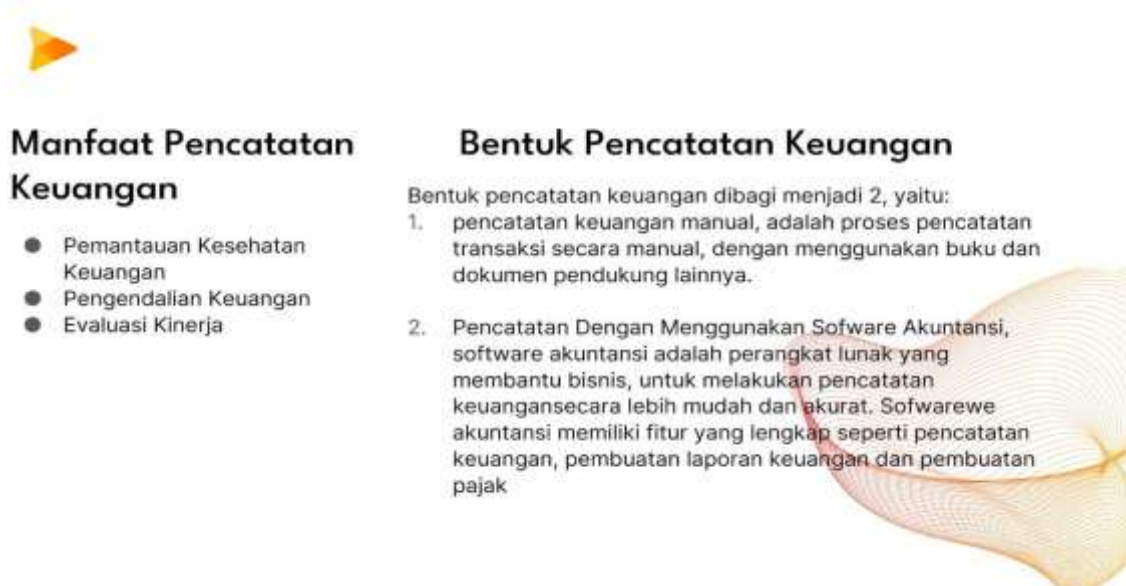 Manfaat Pencatatan
Keuangan
● Pemantauan Kesehatan
Keuangan
● Pengendalian Keuangan
● Evaluasi Kinerja
Bentuk Pencatatan Keuangan
Bentuk pencatatan keuangan dibagi menjadi 2, yaitu:
1. pencatatan keuangan manual, adalah proses pencatatan
transaksi secara manual, dengan menggunakan buku dan
dokumen pendukung lainnya.
2. Pencatatan Dengan Menggunakan Sofware Akuntansi,
software akuntansi adalah perangkat lunak yang
membantu bisnis, untuk melakukan pencatatan
keuangansecara lebih mudah dan akurat. Sofwarewe
akuntansi memiliki fitur yang lengkap seperti pencatatan
keuangan, pembuatan laporan keuangan dan pembuatan
pajak